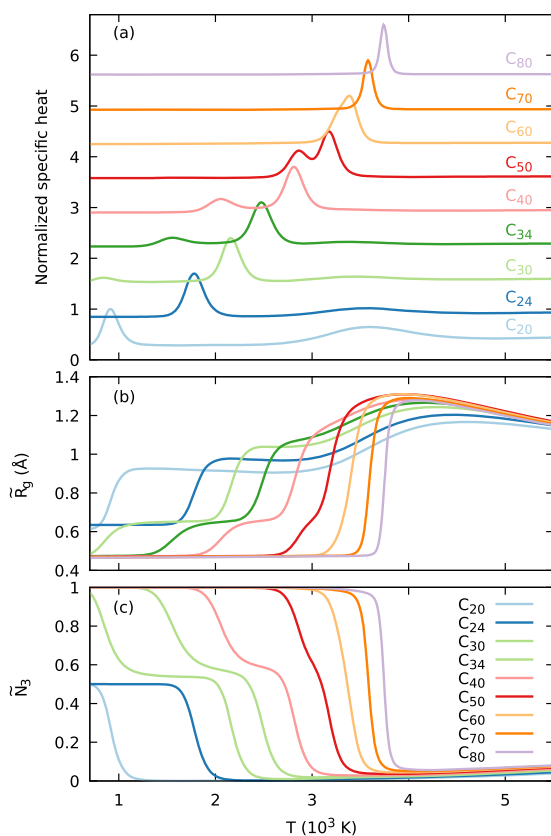 (a)
Normalized specific heat
6
5
4
3
2
1
0
C80
C70
C60
C50
C40
C34
C30
C24
C20
(b)
R̃g (Å)
1.4
1.2
1
0.8
0.6
0.4
(c)
Ñ3
1
0.8
0.6
0.4
0.2
0
C20
C24
C30
C34
C40
C50
C60
C70
C80
1 2 3 4 5
T (10³ K)